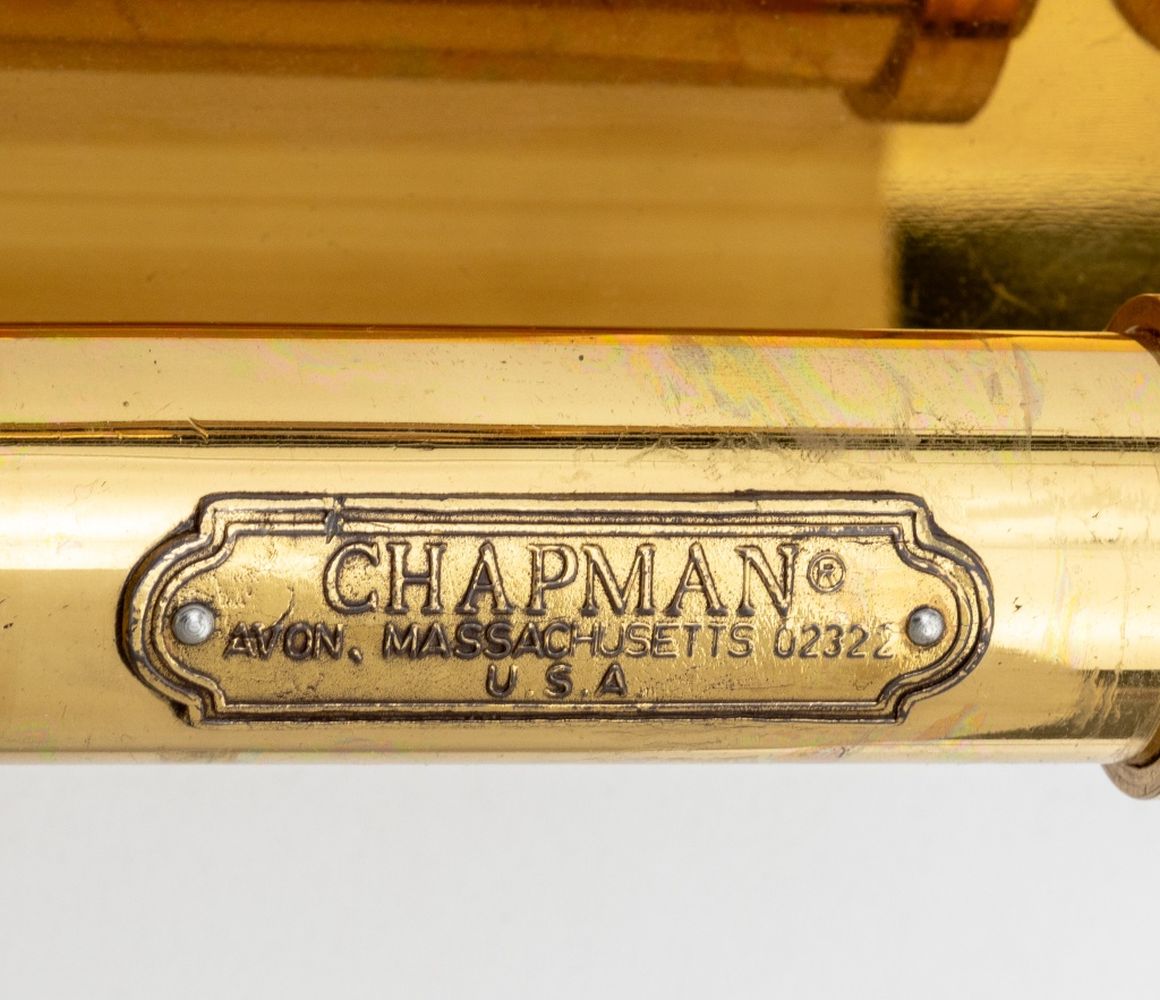 CHAPMAN®
AVON, MASSACHUSETTS 02322
U.S.A